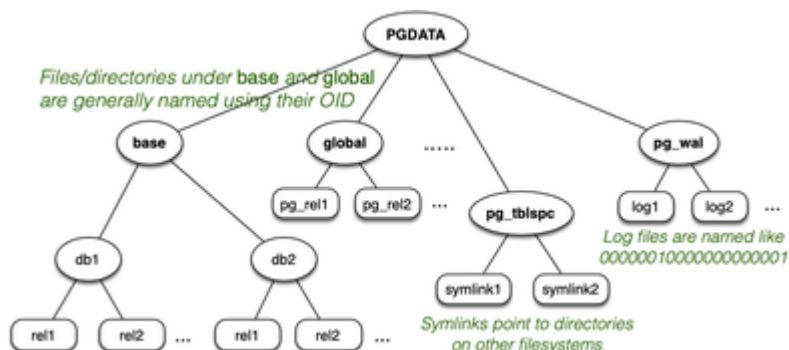 PGDATA
Files/directories under base and global
are generally named using their OID
base
global
.....
pg_wal
pg_rel1
pg_rel2
...
pg_tblspc
log1
log2
...
Log files are named like
00000010000000000001
db1
db2
symlink1
symlink2
Symlinks point to directories
on other filesystems
rel1
rel2
...
rel1
rel2
...